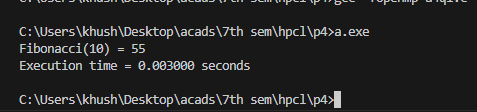 C:\Users\khush\Desktop\acads\7th sem\hpcl\p4>gcc -fopenmp a4q1.c
C:\Users\khush\Desktop\acads\7th sem\hpcl\p4>a.exe
Fibonacci(10) = 55
Execution time = 0.003000 seconds
C:\Users\khush\Desktop\acads\7th sem\hpcl\p4>